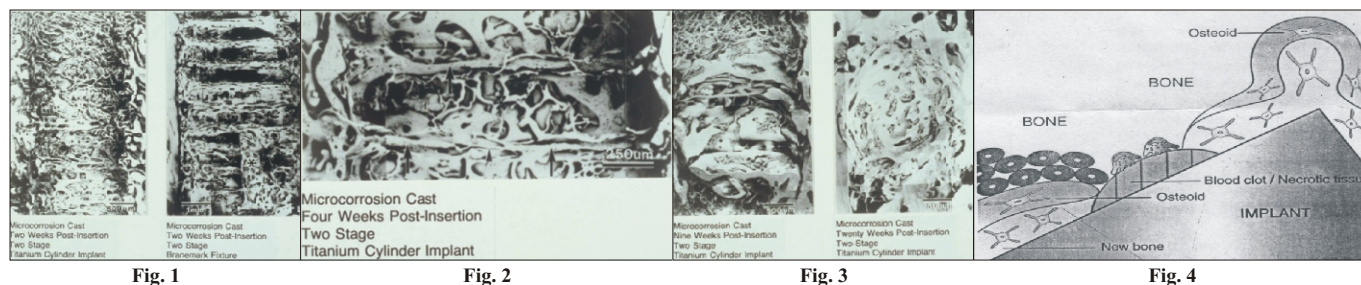 500um
1mm
Microcorrosion Cast
Two Weeks Post-Insertion
Two Stage
Titanium Cylinder Implant
Microcorrosion Cast
Two Weeks Post-Insertion
Two Stage
Branemark Fixture
Fig. 1
250um
Microcorrosion Cast
Four Weeks Post-Insertion
Two Stage
Titanium Cylinder Implant
Fig. 2
Microcorrosion Cast
Nine Weeks Post-Insertion
Two Stage
Titanium Cylinder Implant
Microcorrosion Cast
Twenty Weeks Post-Insertion
Two Stage
Titanium Cylinder Implant
Fig. 3
Osteoid
BONE
BONE
Blood clot / Necrotic tissu
Osteoid
IMPLANT
New bone
Fig. 4